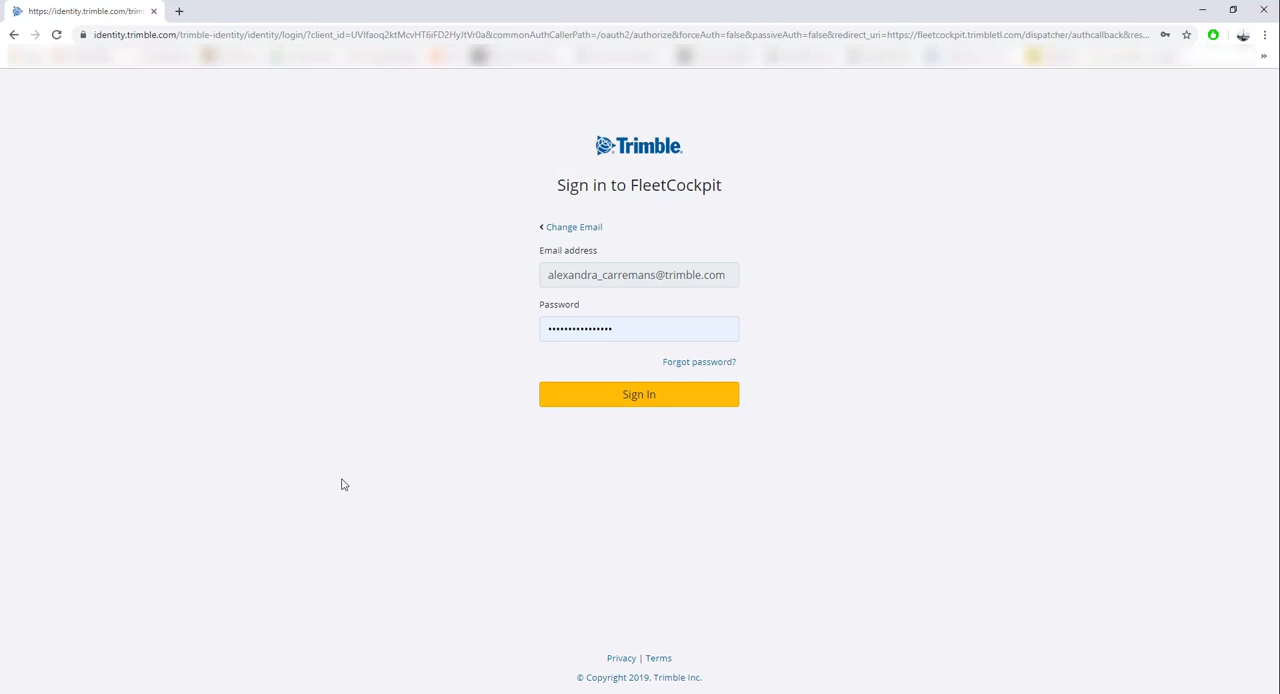 https://identity.trimble.com/trim
identity.trimble.com/trimble-identity/identity/login/?client_id=UVIfaoq2ktMcvHT6iFD2HyJtVr0a&commonAuthCallerPath=/oauth2/authorize&forceAuth=false&passiveAuth=false&redirect_uri=https://fleetcockpit.trimbletl.com/dispatcher/authcallback&res...
Trimble.
Sign in to FleetCockpit
Change Email
Email address
alexandra_carremans@trimble.com
Password
Forgot password?
Sign In
Privacy | Terms
© Copyright 2019, Trimble Inc.